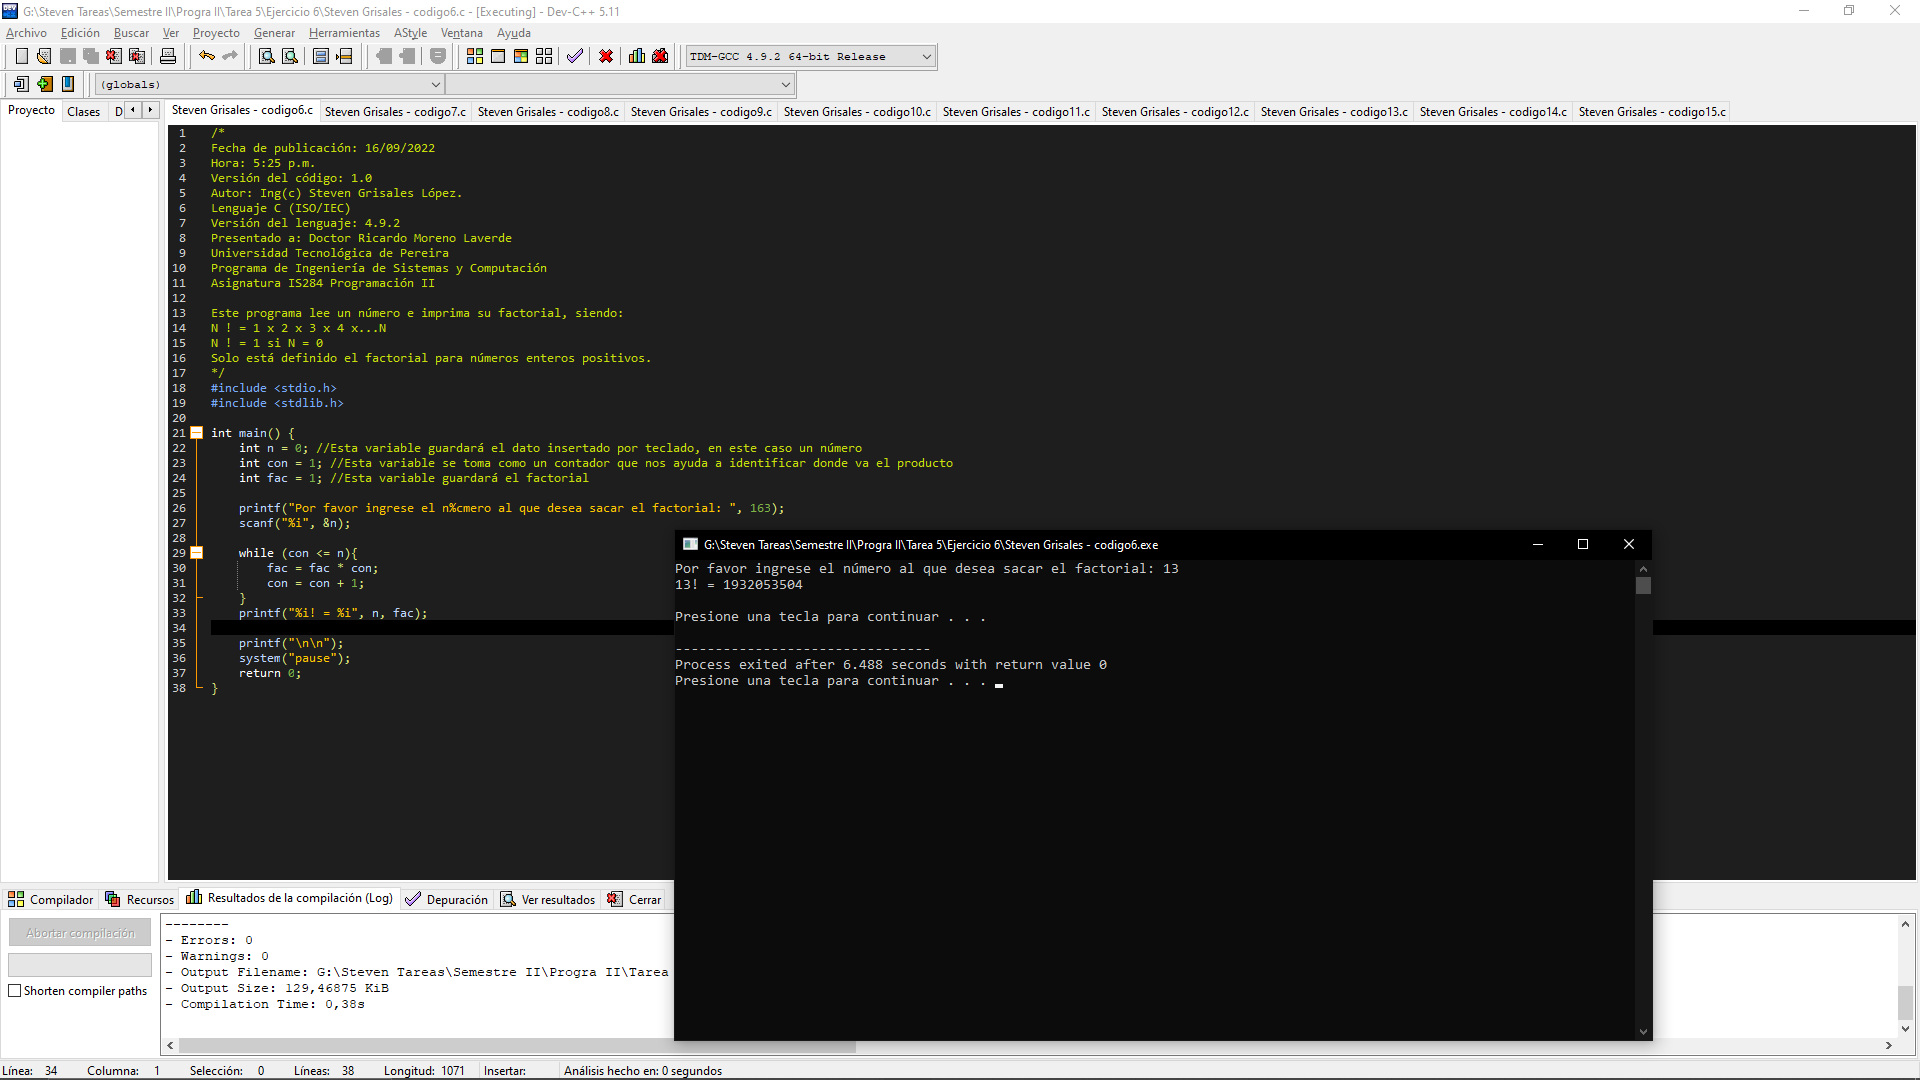 G:\Steven Tareas\Semestre II\Progra II\Tarea 5\Ejercicio 6\Steven Grisales - codigo6.c - [Executing] - Dev-C++ 5.11
Archivo Edición Buscar Ver Proyecto Generar Herramientas AStyle Ventana Ayuda
TDM-GCC 4.9.2 64-bit Release
(globals)
Proyecto Clases D Steven Grisales - codigo6.c Steven Grisales - codigo7.c Steven Grisales - codigo8.c Steven Grisales - codigo9.c Steven Grisales - codigo10.c Steven Grisales - codigo11.c Steven Grisales - codigo12.c Steven Grisales - codigo13.c Steven Grisales - codigo14.c Steven Grisales - codigo15.c
1 /*
2 Fecha de publicación: 16/09/2022
3 Hora: 5:25 p.m.
4 Versión del código: 1.0
5 Autor: Ing(c) Steven Grisales López.
6 Lenguaje C (ISO/IEC)
7 Versión del lenguaje: 4.9.2
8 Presentado a: Doctor Ricardo Moreno Laverde
9 Universidad Tecnológica de Pereira
10 Programa de Ingeniería de Sistemas y Computación
11 Asignatura IS284 Programación II
12
13 Este programa lee un número e imprima su factorial, siendo:
14 N ! = 1 x 2 x 3 x 4 x...N
15 N ! = 1 si N = 0
16 Solo está definido el factorial para números enteros positivos.
17 */
18 #include <stdio.h>
19 #include <stdlib.h>
20
21 int main() {
22 int n = 0; //Esta variable guardará el dato insertado por teclado, en este caso un número
23 int con = 1; //Esta variable se toma como un contador que nos ayuda a identificar donde va el producto
24 int fac = 1; //Esta variable guardará el factorial
25
26 printf("Por favor ingrese el n%cmero al que desea sacar el factorial: ", 163);
27 scanf("%i", &n);
28
29 while (con <= n){
30 fac = fac * con;
31 con = con + 1;
32 }
33 printf("%i! = %i", n, fac);
34
35 printf("\n\n");
36 system("pause");
37 return 0;
38 }
G:\Steven Tareas\Semestre II\Progra II\Tarea 5\Ejercicio 6\Steven Grisales - codigo6.exe
Por favor ingrese el número al que desea sacar el factorial: 13
13! = 1932053504
Presione una tecla para continuar . . .
--------------------------------
Process exited after 6.488 seconds with return value 0
Presione una tecla para continuar . . .
Compilador Recursos Resultados de la compilación (Log) Depuración Ver resultados Cerrar
Abortar compilación
Shorten compiler paths
--------
- Errors: 0
- Warnings: 0
- Output Filename: G:\Steven Tareas\Semestre II\Progra II\Tarea
- Output Size: 129,46875 KiB
- Compilation Time: 0,38s
Línea: 34 Columna: 1 Selección: 0 Líneas: 38 Longitud: 1071 Insertar: Análisis hecho en: 0 segundos